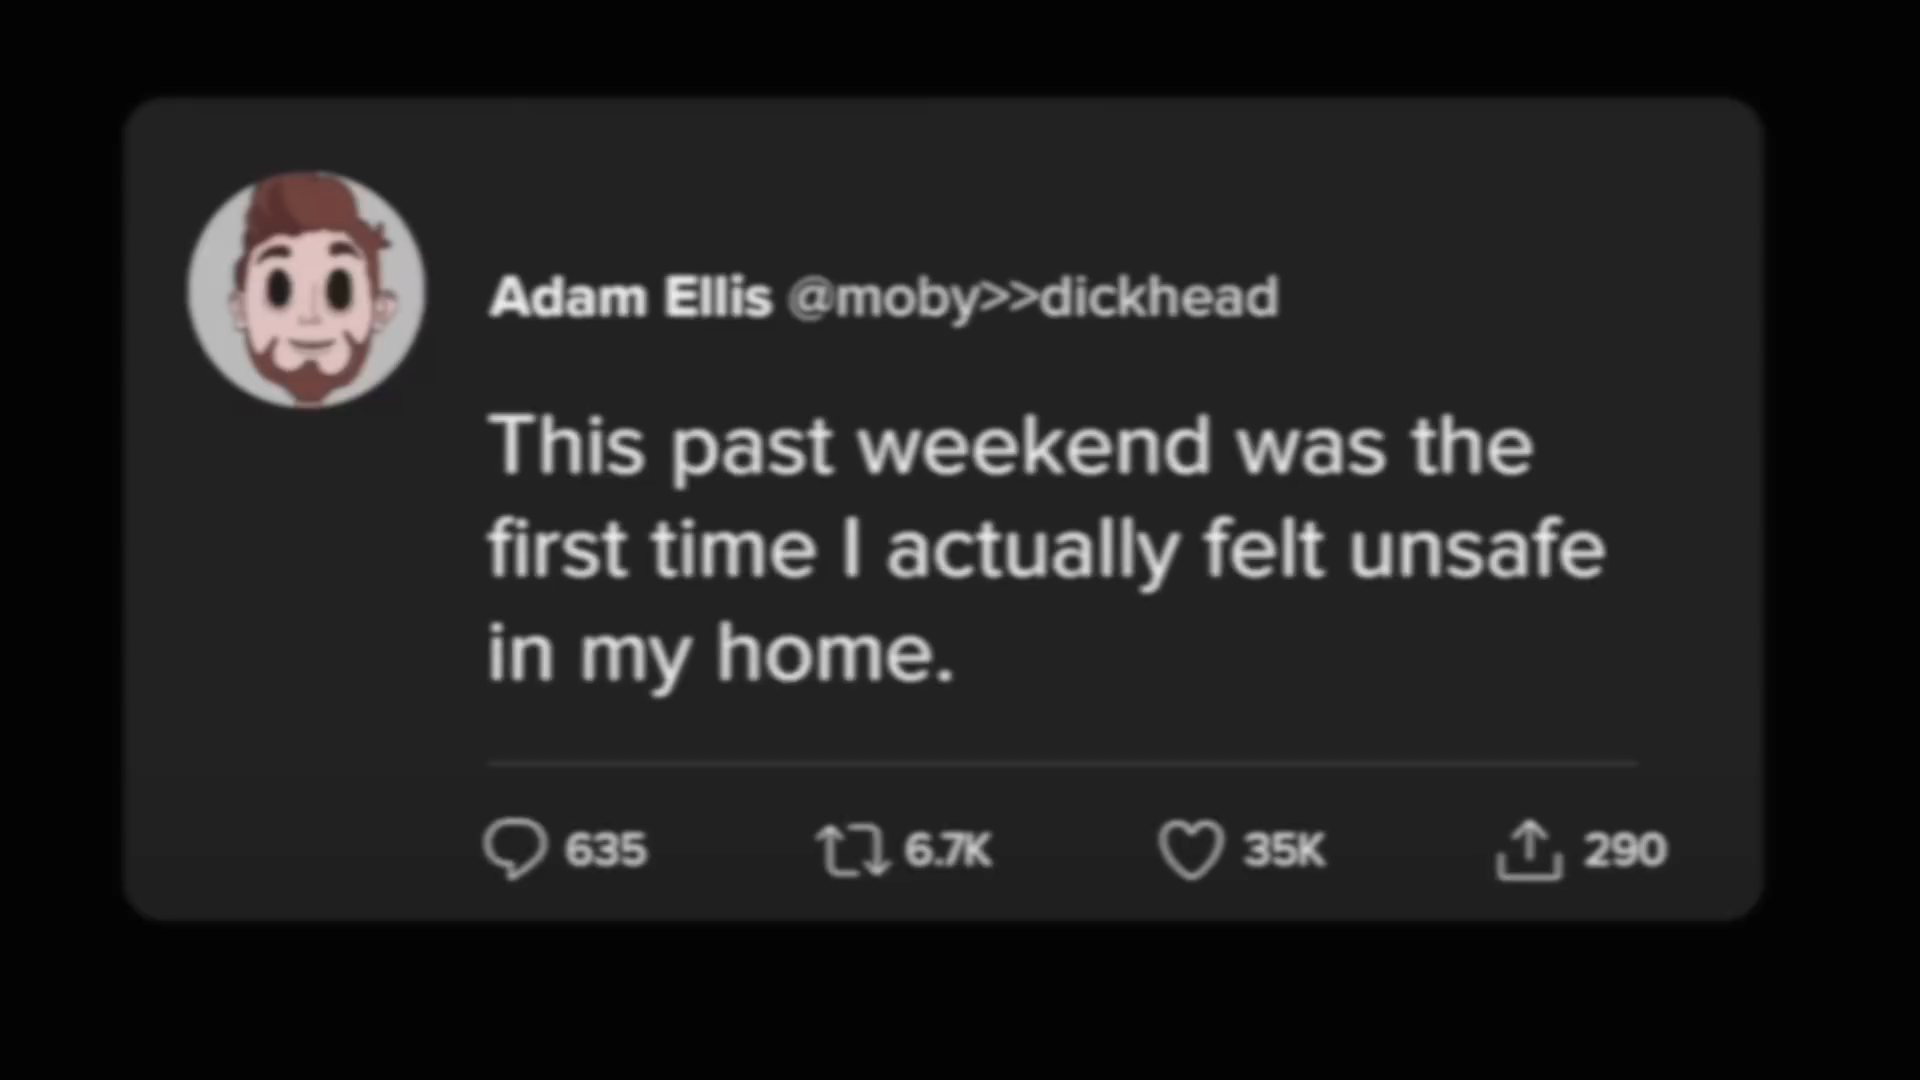 Adam Ellis @moby>>dickhead
This past weekend was the
first time I actually felt unsafe
in my home.
635 6.7K 35K 290